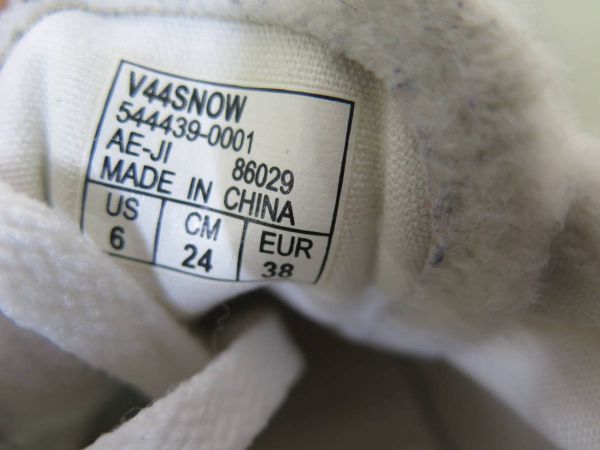 V44SNOW
544439-0001
AE-JI 86029
MADE IN CHINA
US CM EUR
6 24 38